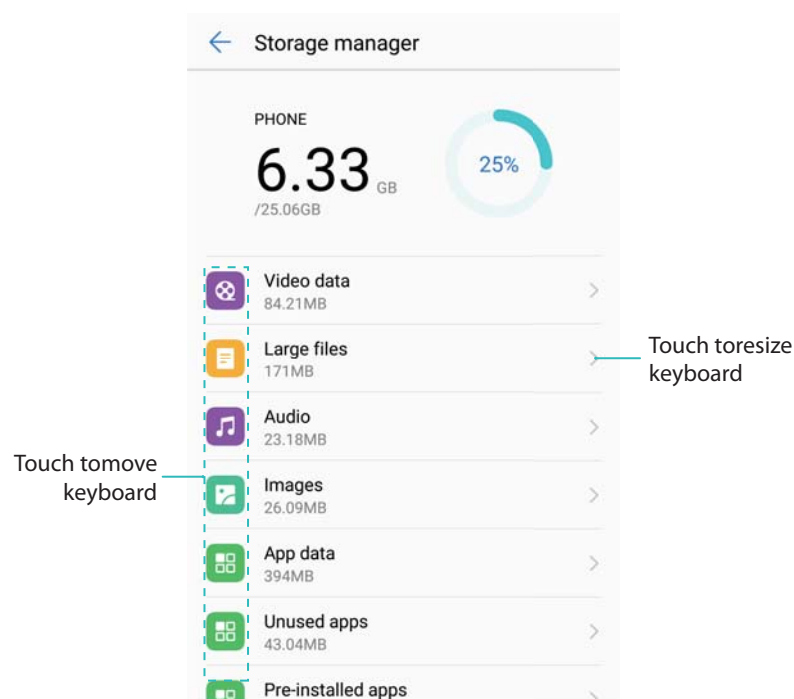 Storage manager
PHONE
6.33 GB
/25.06GB
25%
Video data
84.21MB
Large files
171MB
Touch toresize
keyboard
Audio
23.18MB
Touch tomove
keyboard
Images
26.09MB
App data
394MB
Unused apps
43.04MB
Pre-installed apps